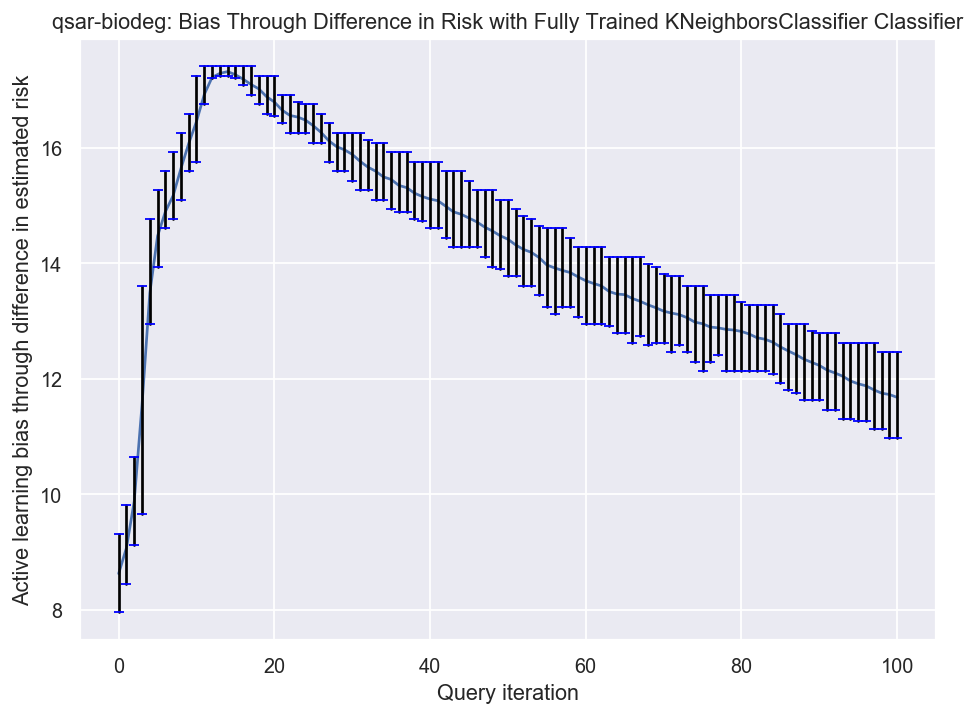 qsar-biodeg: Bias Through Difference in Risk with Fully Trained KNeighborsClassifier Classifier
Active learning bias through difference in estimated risk
16
14
12
10
8
0 20 40 60 80 100
Query iteration